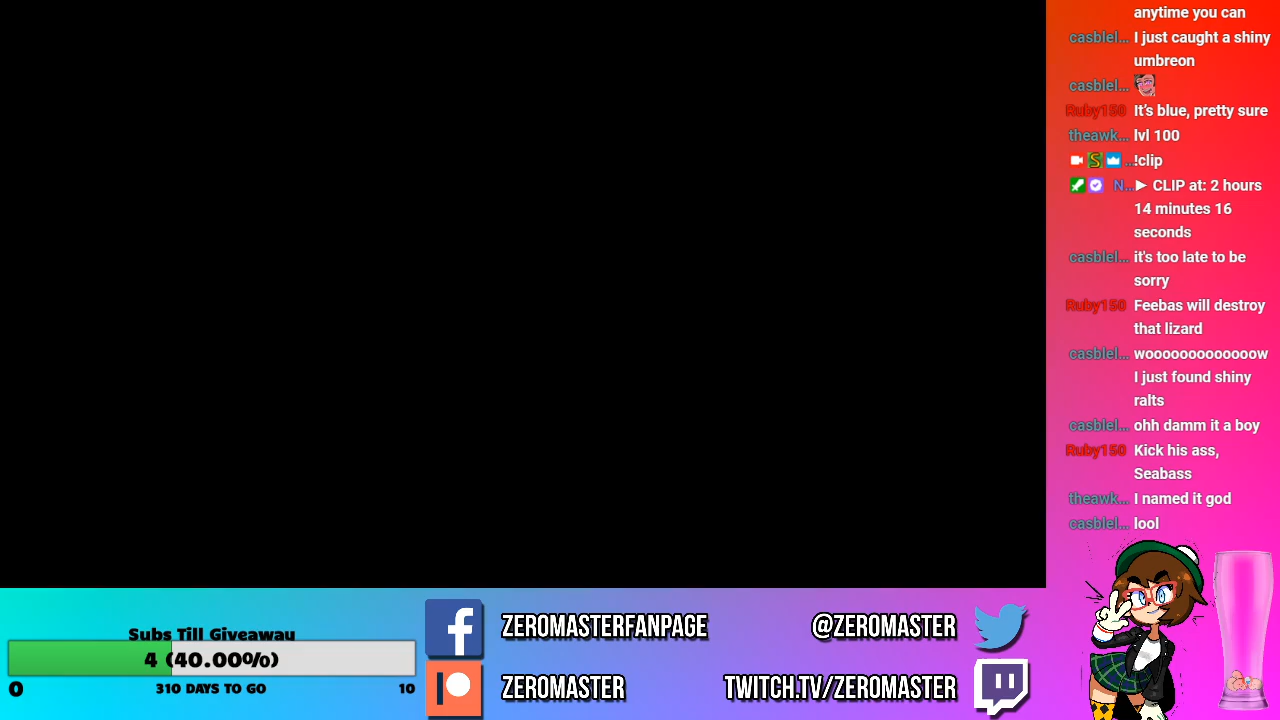 anytime you can
casblel... I just caught a shiny
umbreon
casblel...
Ruby150 It's blue, pretty sure
theawk... lvl 100
...!clip
N...► CLIP at: 2 hours
14 minutes 16
seconds
casblel... it's too late to be
sorry
Ruby150 Feebas will destroy
that lizard
casblel... wooooooooooooow
I just found shiny
ralts
casblel... ohh damm it a boy
Ruby150 Kick his ass,
Seabass
theawk... I named it god
casblel... lool
Subs Till Giveawau
4 (40.00%)
0 310 DAYS TO GO 10
ZEROMASTERFANPAGE
@ZEROMASTER
ZEROMASTER
TWITCH.TV/ZEROMASTER